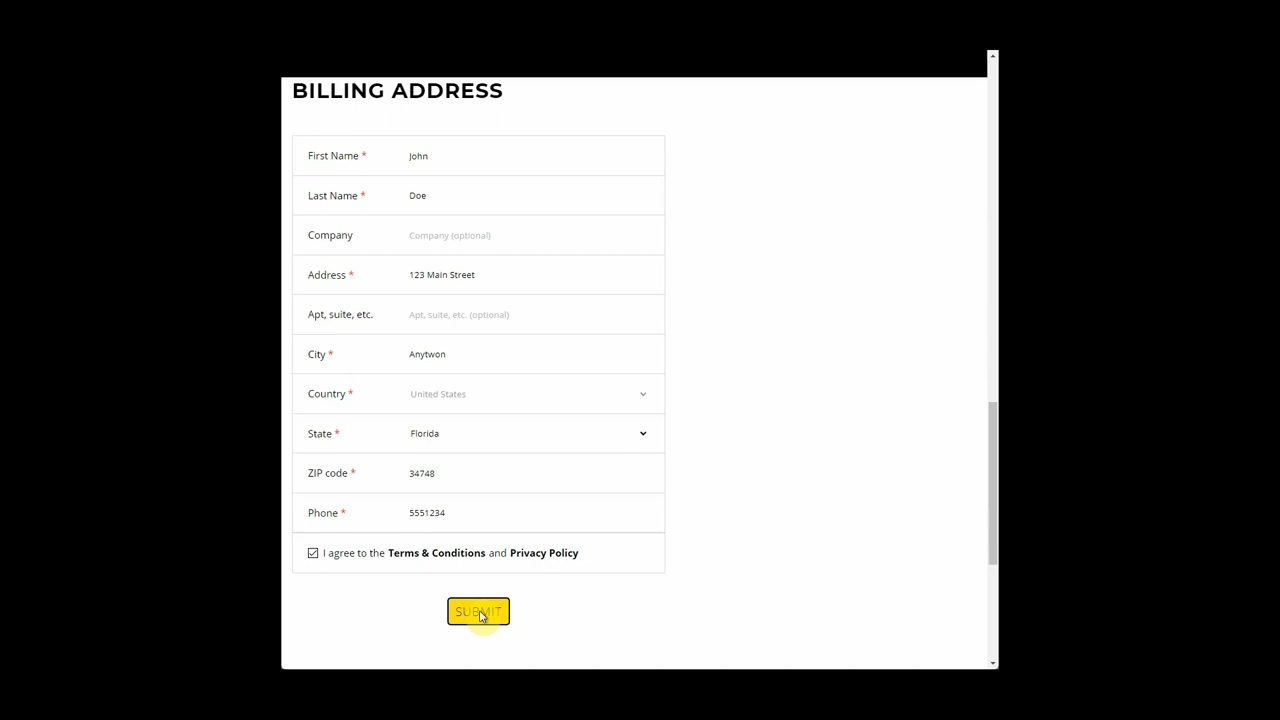 BILLING ADDRESS
First Name * John
Last Name * Doe
Company Company (optional)
Address * 123 Main Street
Apt, suite, etc. Apt, suite, etc. (optional)
City * Anytwon
Country * United States
State * Florida
ZIP code * 34748
Phone * 5551234
I agree to the Terms & Conditions and Privacy Policy
SUBMIT